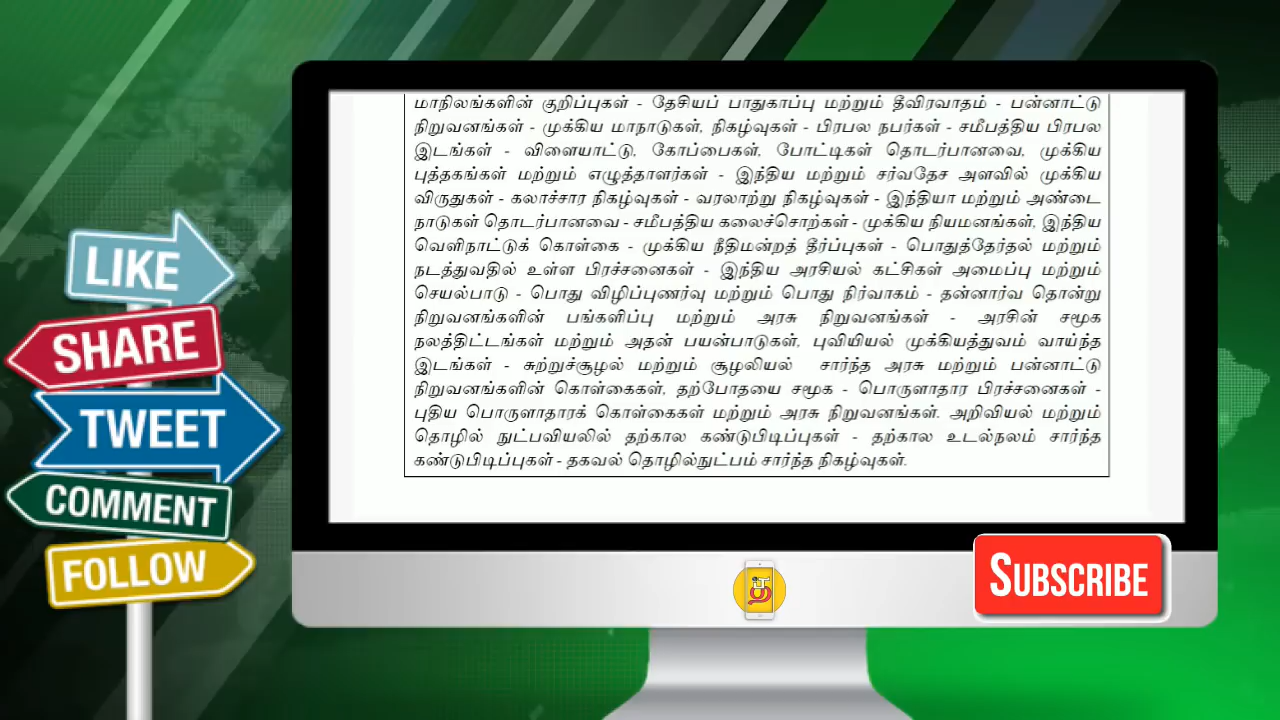 மாநிலங்களின் குறிப்புகள் - தேசியப் பாதுகாப்பு மற்றும் தீவிரவாதம் - பன்னாட்டு
நிறுவனங்கள் - முக்கிய மாநாடுகள், நிகழ்வுகள் - பிரபல நபர்கள் - சமீபத்திய பிரபல
இடங்கள் - விளையாட்டு, கோப்பைகள், போட்டிகள் தொடர்பானவை, முக்கிய
புத்தகங்கள் மற்றும் எழுத்தாளர்கள் - இந்திய மற்றும் சர்வதேச அளவில் முக்கிய
விருதுகள் - கலாச்சார நிகழ்வுகள் - வரலாற்று நிகழ்வுகள் - இந்தியா மற்றும் அண்டை
நாடுகள் தொடர்பானவை - சமீபத்திய கலைச்சொற்கள் - முக்கிய நியமனங்கள், இந்திய
வெளிநாட்டுக் கொள்கை - முக்கிய நீதிமன்றத் தீர்ப்புகள் - பொதுத்தேர்தல் மற்றும்
நடத்துவதில் உள்ள பிரச்சனைகள் - இந்திய அரசியல் கட்சிகள் அமைப்பு மற்றும்
செயல்பாடு - பொது விழிப்புணர்வு மற்றும் பொது நிர்வாகம் - தன்னார்வ தொன்று
நிறுவனங்களின் பங்களிப்பு மற்றும் அரசு நிறுவனங்கள் - அரசின் சமூக
நலத்திட்டங்கள் மற்றும் அதன் பயன்பாடுகள், புவியியல் முக்கியத்துவம் வாய்ந்த
இடங்கள் - சுற்றுச்சூழல் மற்றும் சூழலியல் சார்ந்த அரசு மற்றும் பன்னாட்டு
நிறுவனங்களின் கொள்கைகள், தற்போதயை சமூக - பொருளாதார பிரச்சனைகள் -
புதிய பொருளாதாரக் கொள்கைகள் மற்றும் அரசு நிறுவனங்கள். அறிவியல் மற்றும்
தொழில் நுட்பவியலில் தற்கால கண்டுபிடிப்புகள் - தற்கால உடல்நலம் சார்ந்த
கண்டுபிடிப்புகள் - தகவல் தொழில்நுட்பம் சார்ந்த நிகழ்வுகள்.
LIKE
SHARE
TWEET
COMMENT
FOLLOW
SUBSCRIBE